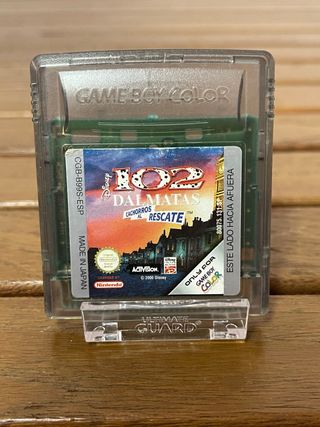 GAME BOY COLOR
Disney
102
DALMATAS
CACHORROS AL RESCATE™
CGB-B99S-ESP
MADE IN JAPAN
ESTE LADO HACIA AFUERA
ACTIVISION
© 2000 Disney
Nintendo
ONLY FOR
GAME BOY
COLOR
ULTIMATE
GUARD